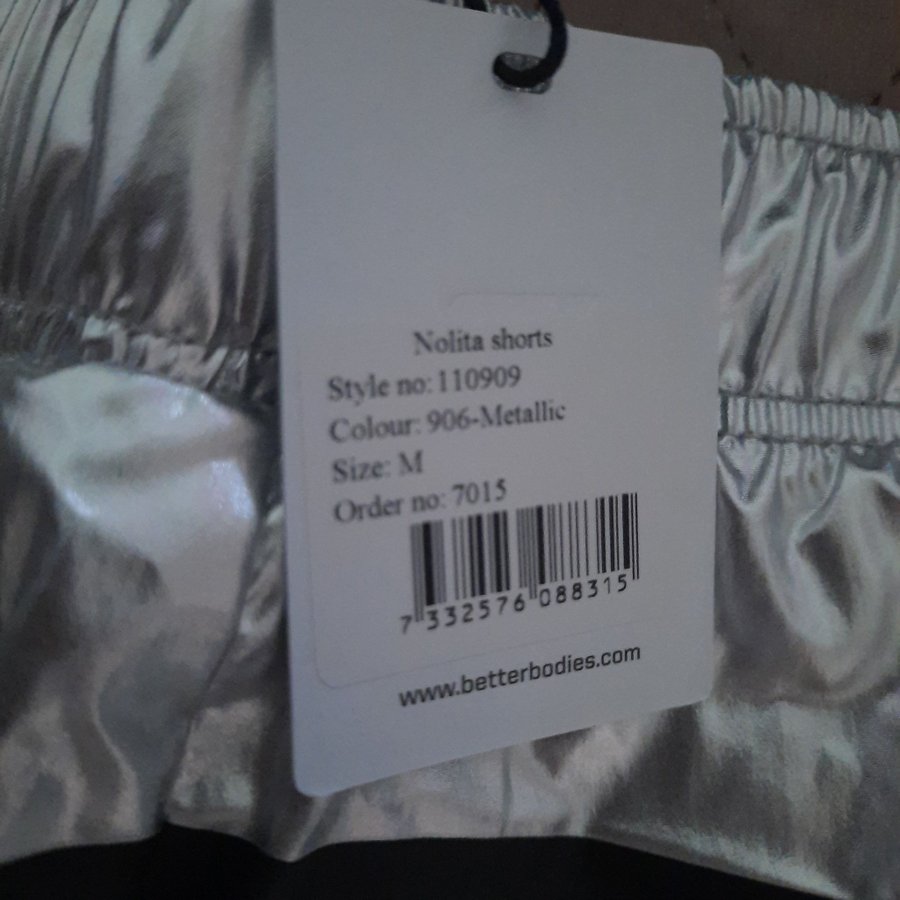 Nolita shorts
Style no: 110909
Colour: 906-Metallic
Size: M
Order no: 7015
7 332576 088315
www.betterbodies.com